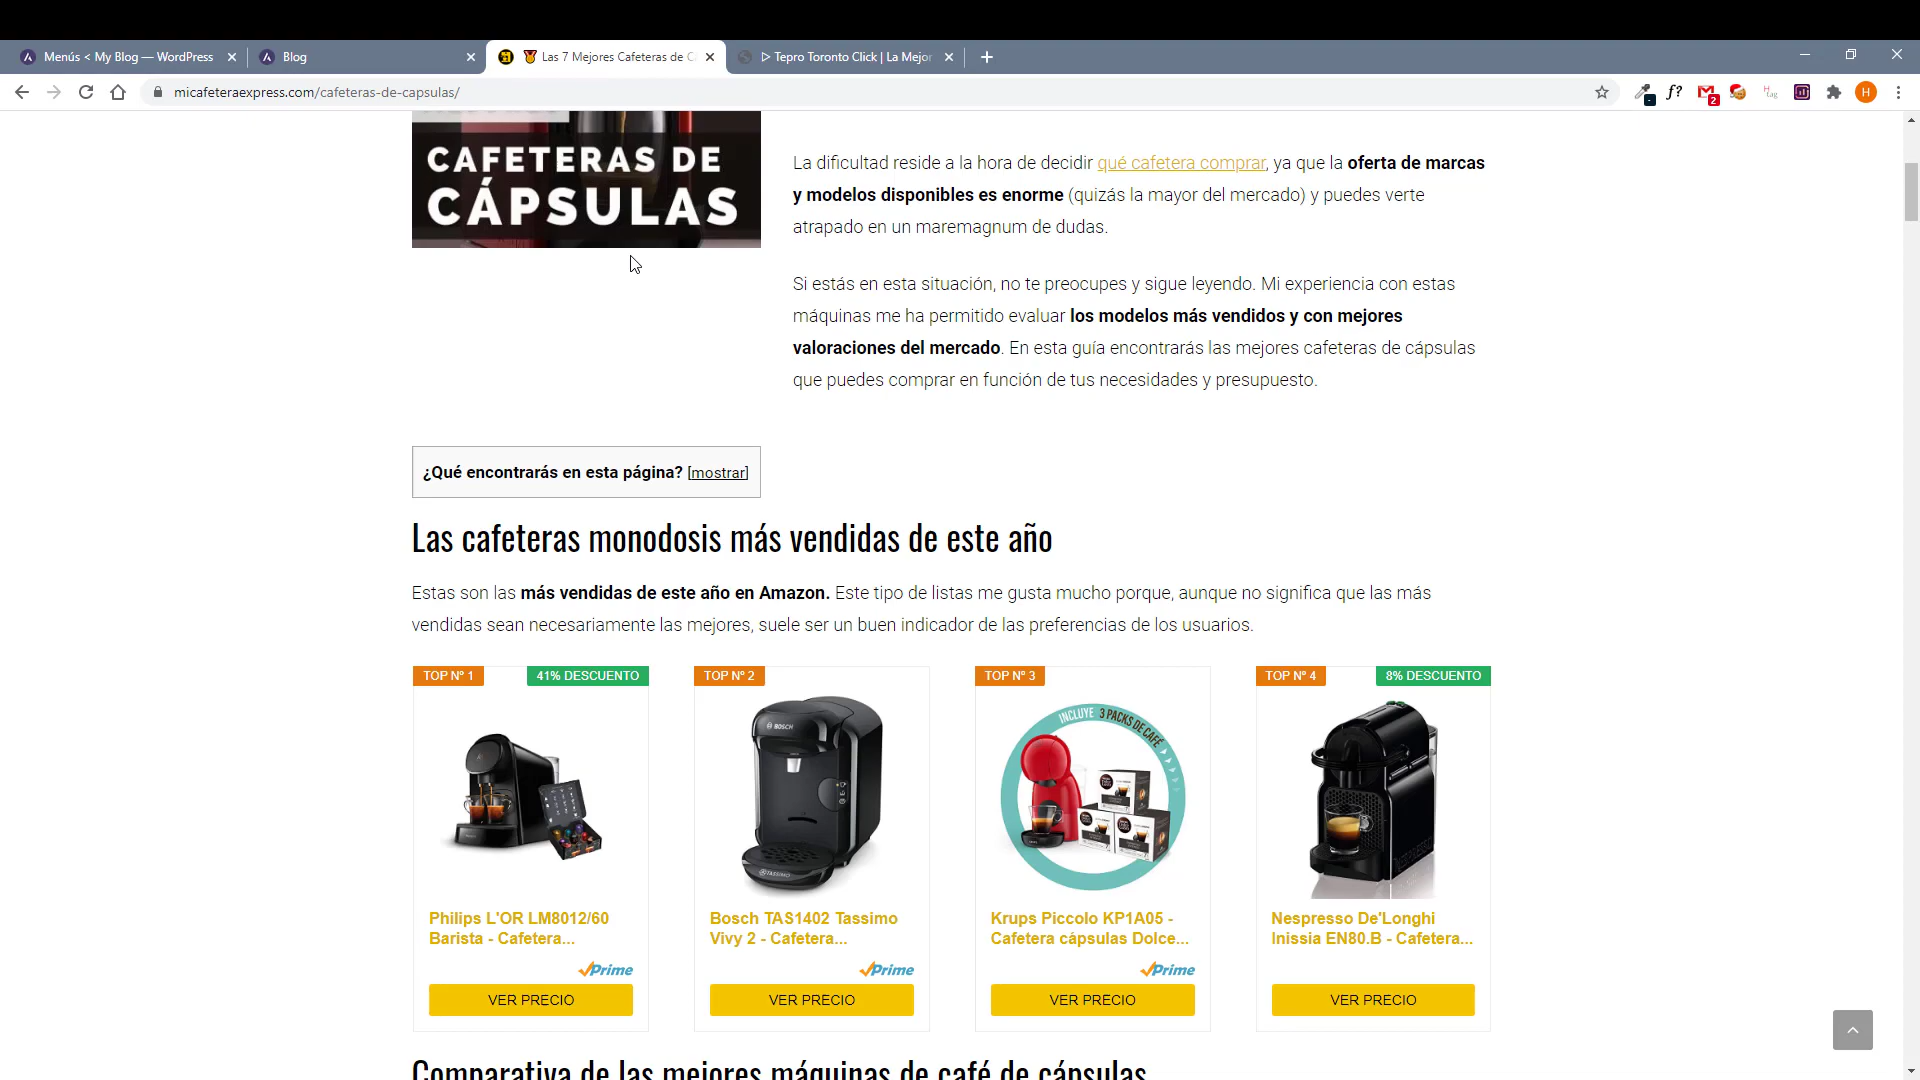 Menús < My Blog — WordPress
Blog
Las 7 Mejores Cafeteras de C
▷ Tepro Toronto Click | La Mejor
micafeteraexpress.com/cafeteras-de-capsulas/
f?
2
H
CAFETERAS DE
CÁPSULAS
La dificultad reside a la hora de decidir qué cafetera comprar, ya que la oferta de marcas
y modelos disponibles es enorme (quizás la mayor del mercado) y puedes verte
atrapado en un maremagnum de dudas.
Si estás en esta situación, no te preocupes y sigue leyendo. Mi experiencia con estas
máquinas me ha permitido evaluar los modelos más vendidos y con mejores
valoraciones del mercado. En esta guía encontrarás las mejores cafeteras de cápsulas
que puedes comprar en función de tus necesidades y presupuesto.
¿Qué encontrarás en esta página? [mostrar]
Las cafeteras monodosis más vendidas de este año
Estas son las más vendidas de este año en Amazon. Este tipo de listas me gusta mucho porque, aunque no significa que las más
vendidas sean necesariamente las mejores, suele ser un buen indicador de las preferencias de los usuarios.
TOP Nº 1
41% DESCUENTO
Philips L'OR LM8012/60
Barista - Cafetera...
Prime
VER PRECIO
TOP Nº 2
BOSCH
TASSIMO
Bosch TAS1402 Tassimo
Vivy 2 - Cafetera...
Prime
VER PRECIO
TOP Nº 3
INCLUYE 3 PACKS DE CAFÉ
Krups Piccolo KP1A05 -
Cafetera cápsulas Dolce...
Prime
VER PRECIO
TOP Nº 4
8% DESCUENTO
Nespresso De'Longhi
Inissia EN80.B - Cafetera...
VER PRECIO
Comparativa de las mejores máquinas de café de cápsulas